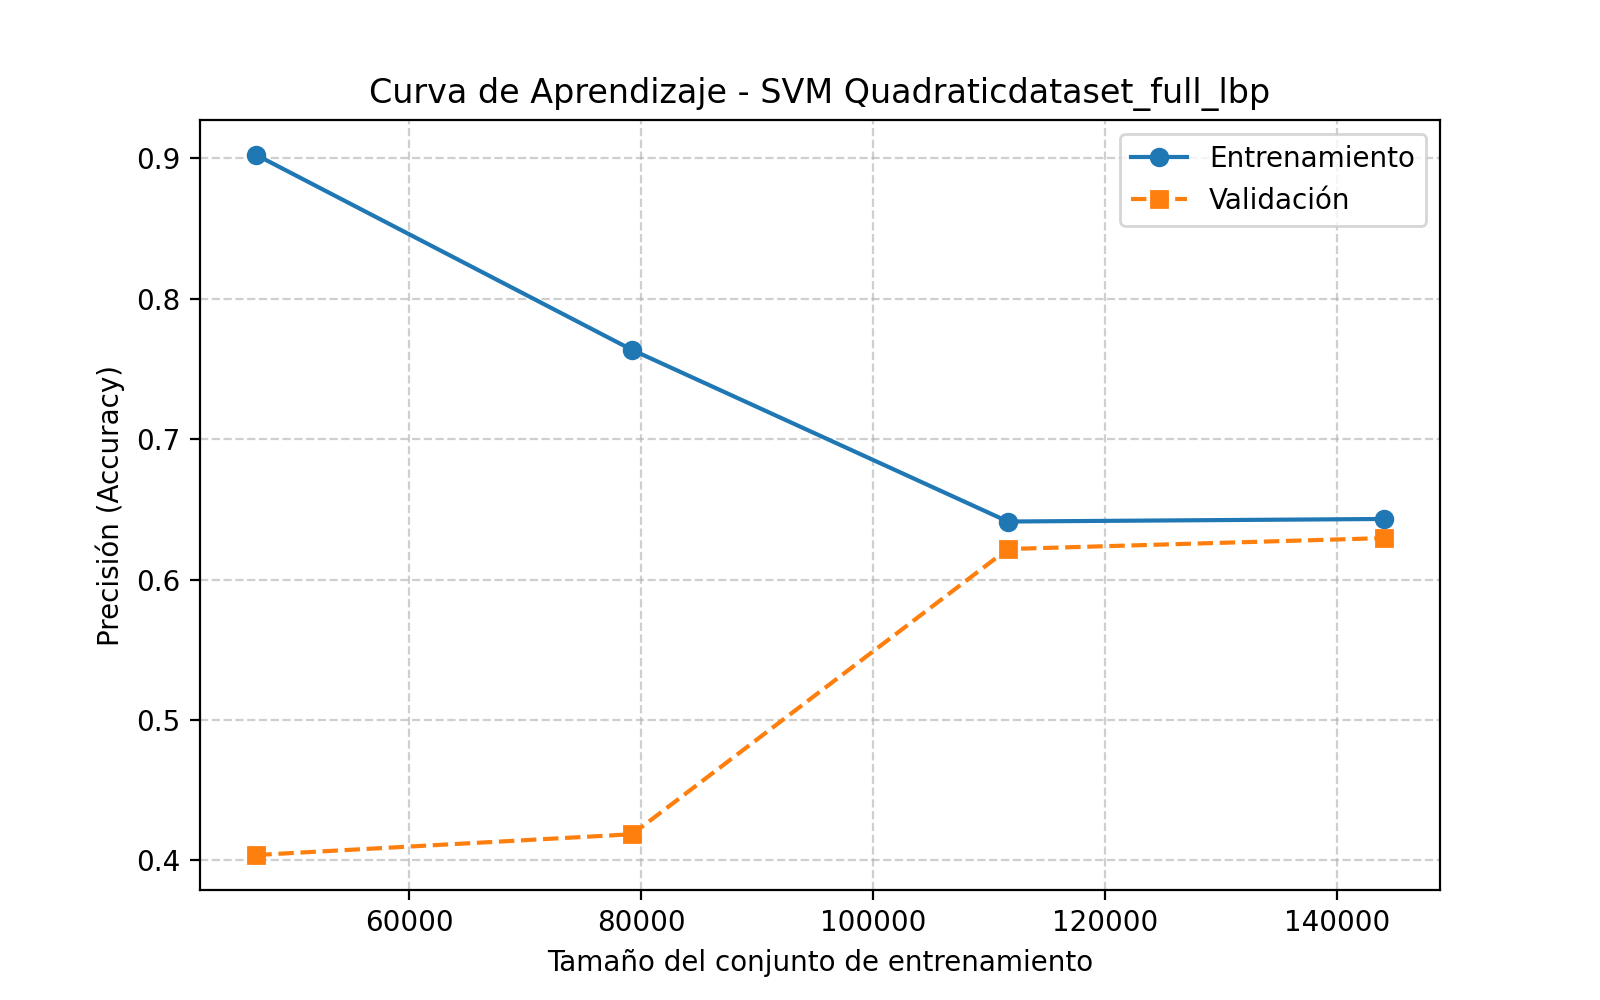 Curva de Aprendizaje - SVM Quadraticdataset_full_lbp
Entrenamiento
Validación
Precisión (Accuracy)
0.9
0.8
0.7
0.6
0.5
0.4
60000
80000
100000
120000
140000
Tamaño del conjunto de entrenamiento